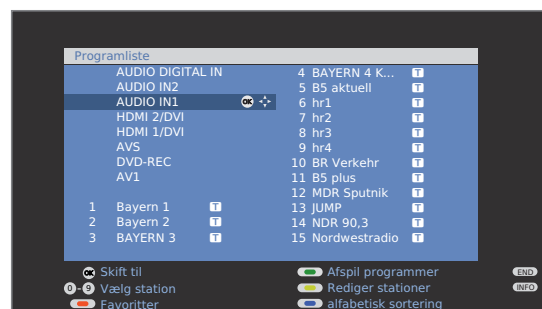 Programliste
AUDIO DIGITAL IN
AUDIO IN2
AUDIO IN1 OK
HDMI 2/DVI
HDMI 1/DVI
AVS
DVD-REC
AV1
1 Bayern 1 T
2 Bayern 2 T
3 BAYERN 3 T
4 BAYERN 4 K... T
5 B5 aktuell T
6 hr1 T
7 hr2 T
8 hr3 T
9 hr4 T
10 BR Verkehr T
11 B5 plus T
12 MDR Sputnik T
13 JUMP T
14 NDR 90,3 T
15 Nordwestradio T
OK Skift til
0-9 Vælg station
Favoritter
Afspil programmer
Rediger stationer
alfabetisk sortering
END
INFO